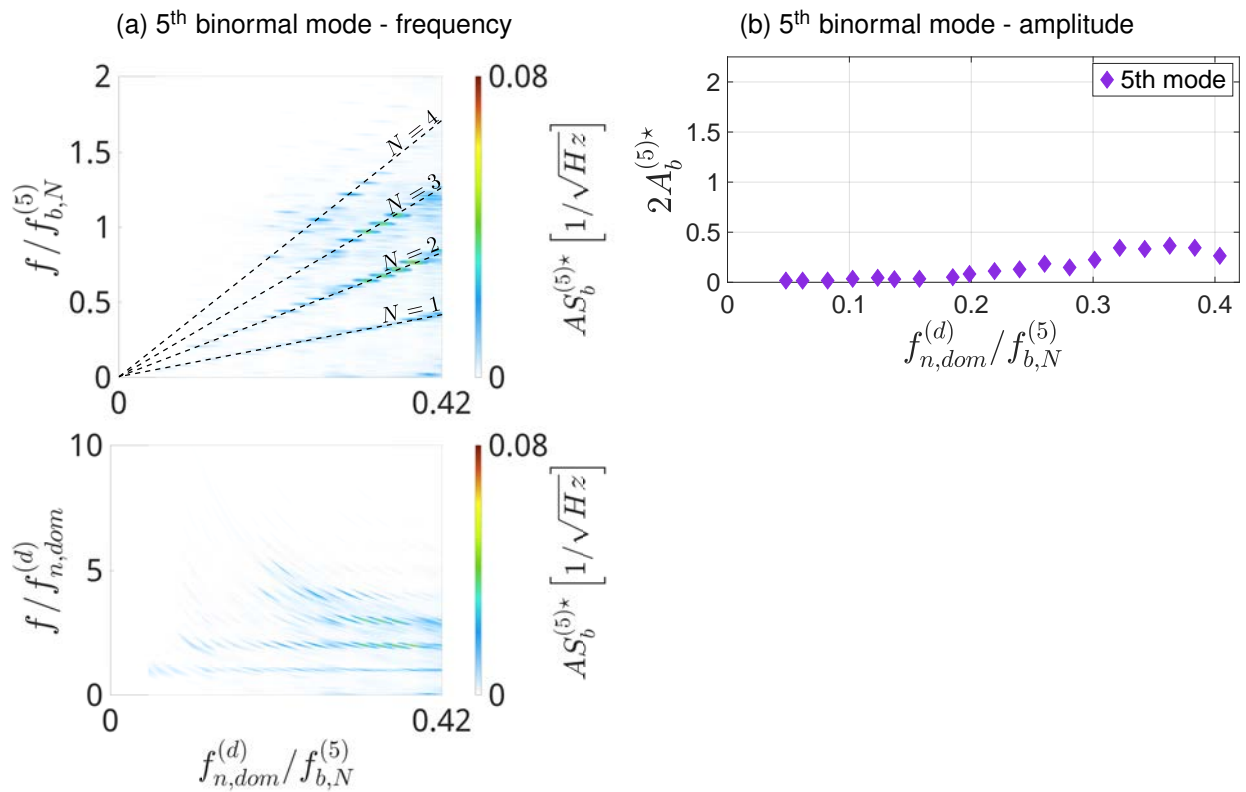 (a) 5th binormal mode - frequency
2
1.5
1
0.5
0
0
0.42
f / f_{b,N}^{(5)}
N = 4
N = 3
N = 2
N = 1
0.08
0
AS_b^{(5)⋆} [1/√Hz]
10
5
0
0
0.42
f / f_{n,dom}^{(d)}
f_{n,dom}^{(d)} / f_{b,N}^{(5)}
0.08
0
AS_b^{(5)⋆} [1/√Hz]
(b) 5th binormal mode - amplitude
5th mode
2
1.5
1
0.5
0
0
0.1
0.2
0.3
0.4
2A_b^{(5)⋆}
f_{n,dom}^{(d)} / f_{b,N}^{(5)}